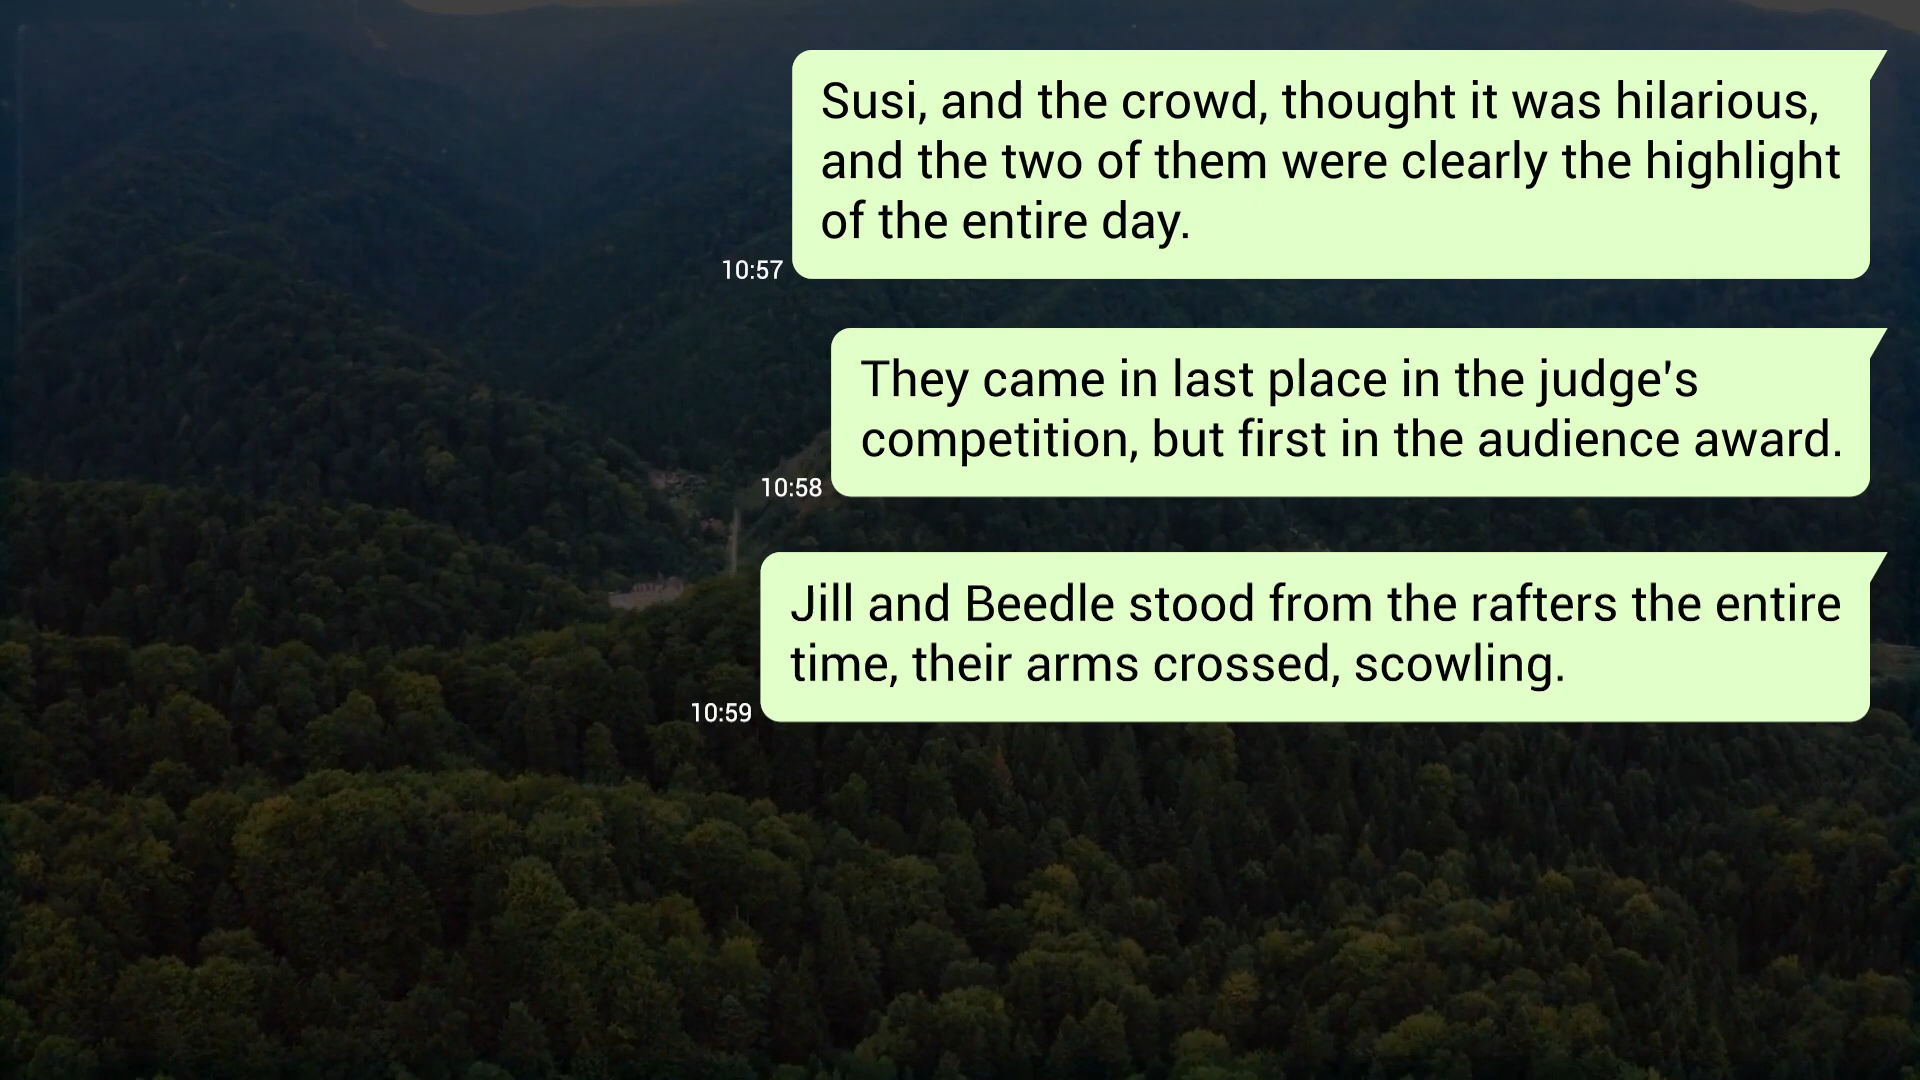 Susi, and the crowd, thought it was hilarious,
and the two of them were clearly the highlight
of the entire day.
10:57
They came in last place in the judge's
competition, but first in the audience award.
10:58
Jill and Beedle stood from the rafters the entire
time, their arms crossed, scowling.
10:59